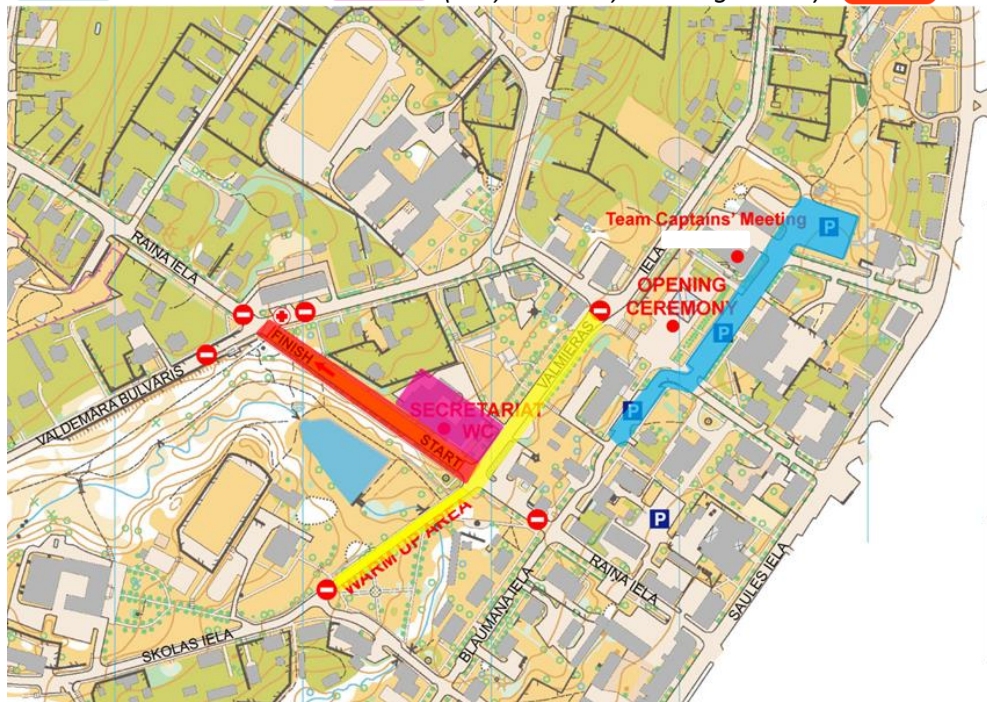 Team Captains' Meeting
P
RAINA IELA
IELA
OPENING
CEREMONY
P
FINISH
VALMIERAS
VALDEMARA BULVARIS
SECRETARIAT
WC
START
P
WARM UP AREA
P
RAINA IELA
SAULES IELA
BLAUMANA IELA
SKOLAS IELA